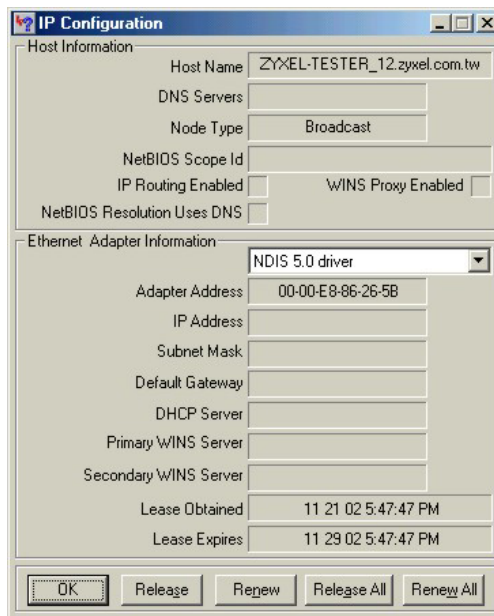 IP Configuration
Host Information
Host Name ZYXEL-TESTER_12.zyxel.com.tw
DNS Servers
Node Type Broadcast
NetBIOS Scope Id
IP Routing Enabled WINS Proxy Enabled
NetBIOS Resolution Uses DNS
Ethernet Adapter Information
NDIS 5.0 driver
Adapter Address 00-00-E8-86-26-5B
IP Address
Subnet Mask
Default Gateway
DHCP Server
Primary WINS Server
Secondary WINS Server
Lease Obtained 11 21 02 5:47:47 PM
Lease Expires 11 29 02 5:47:47 PM
OK Release Renew Release All Renew All